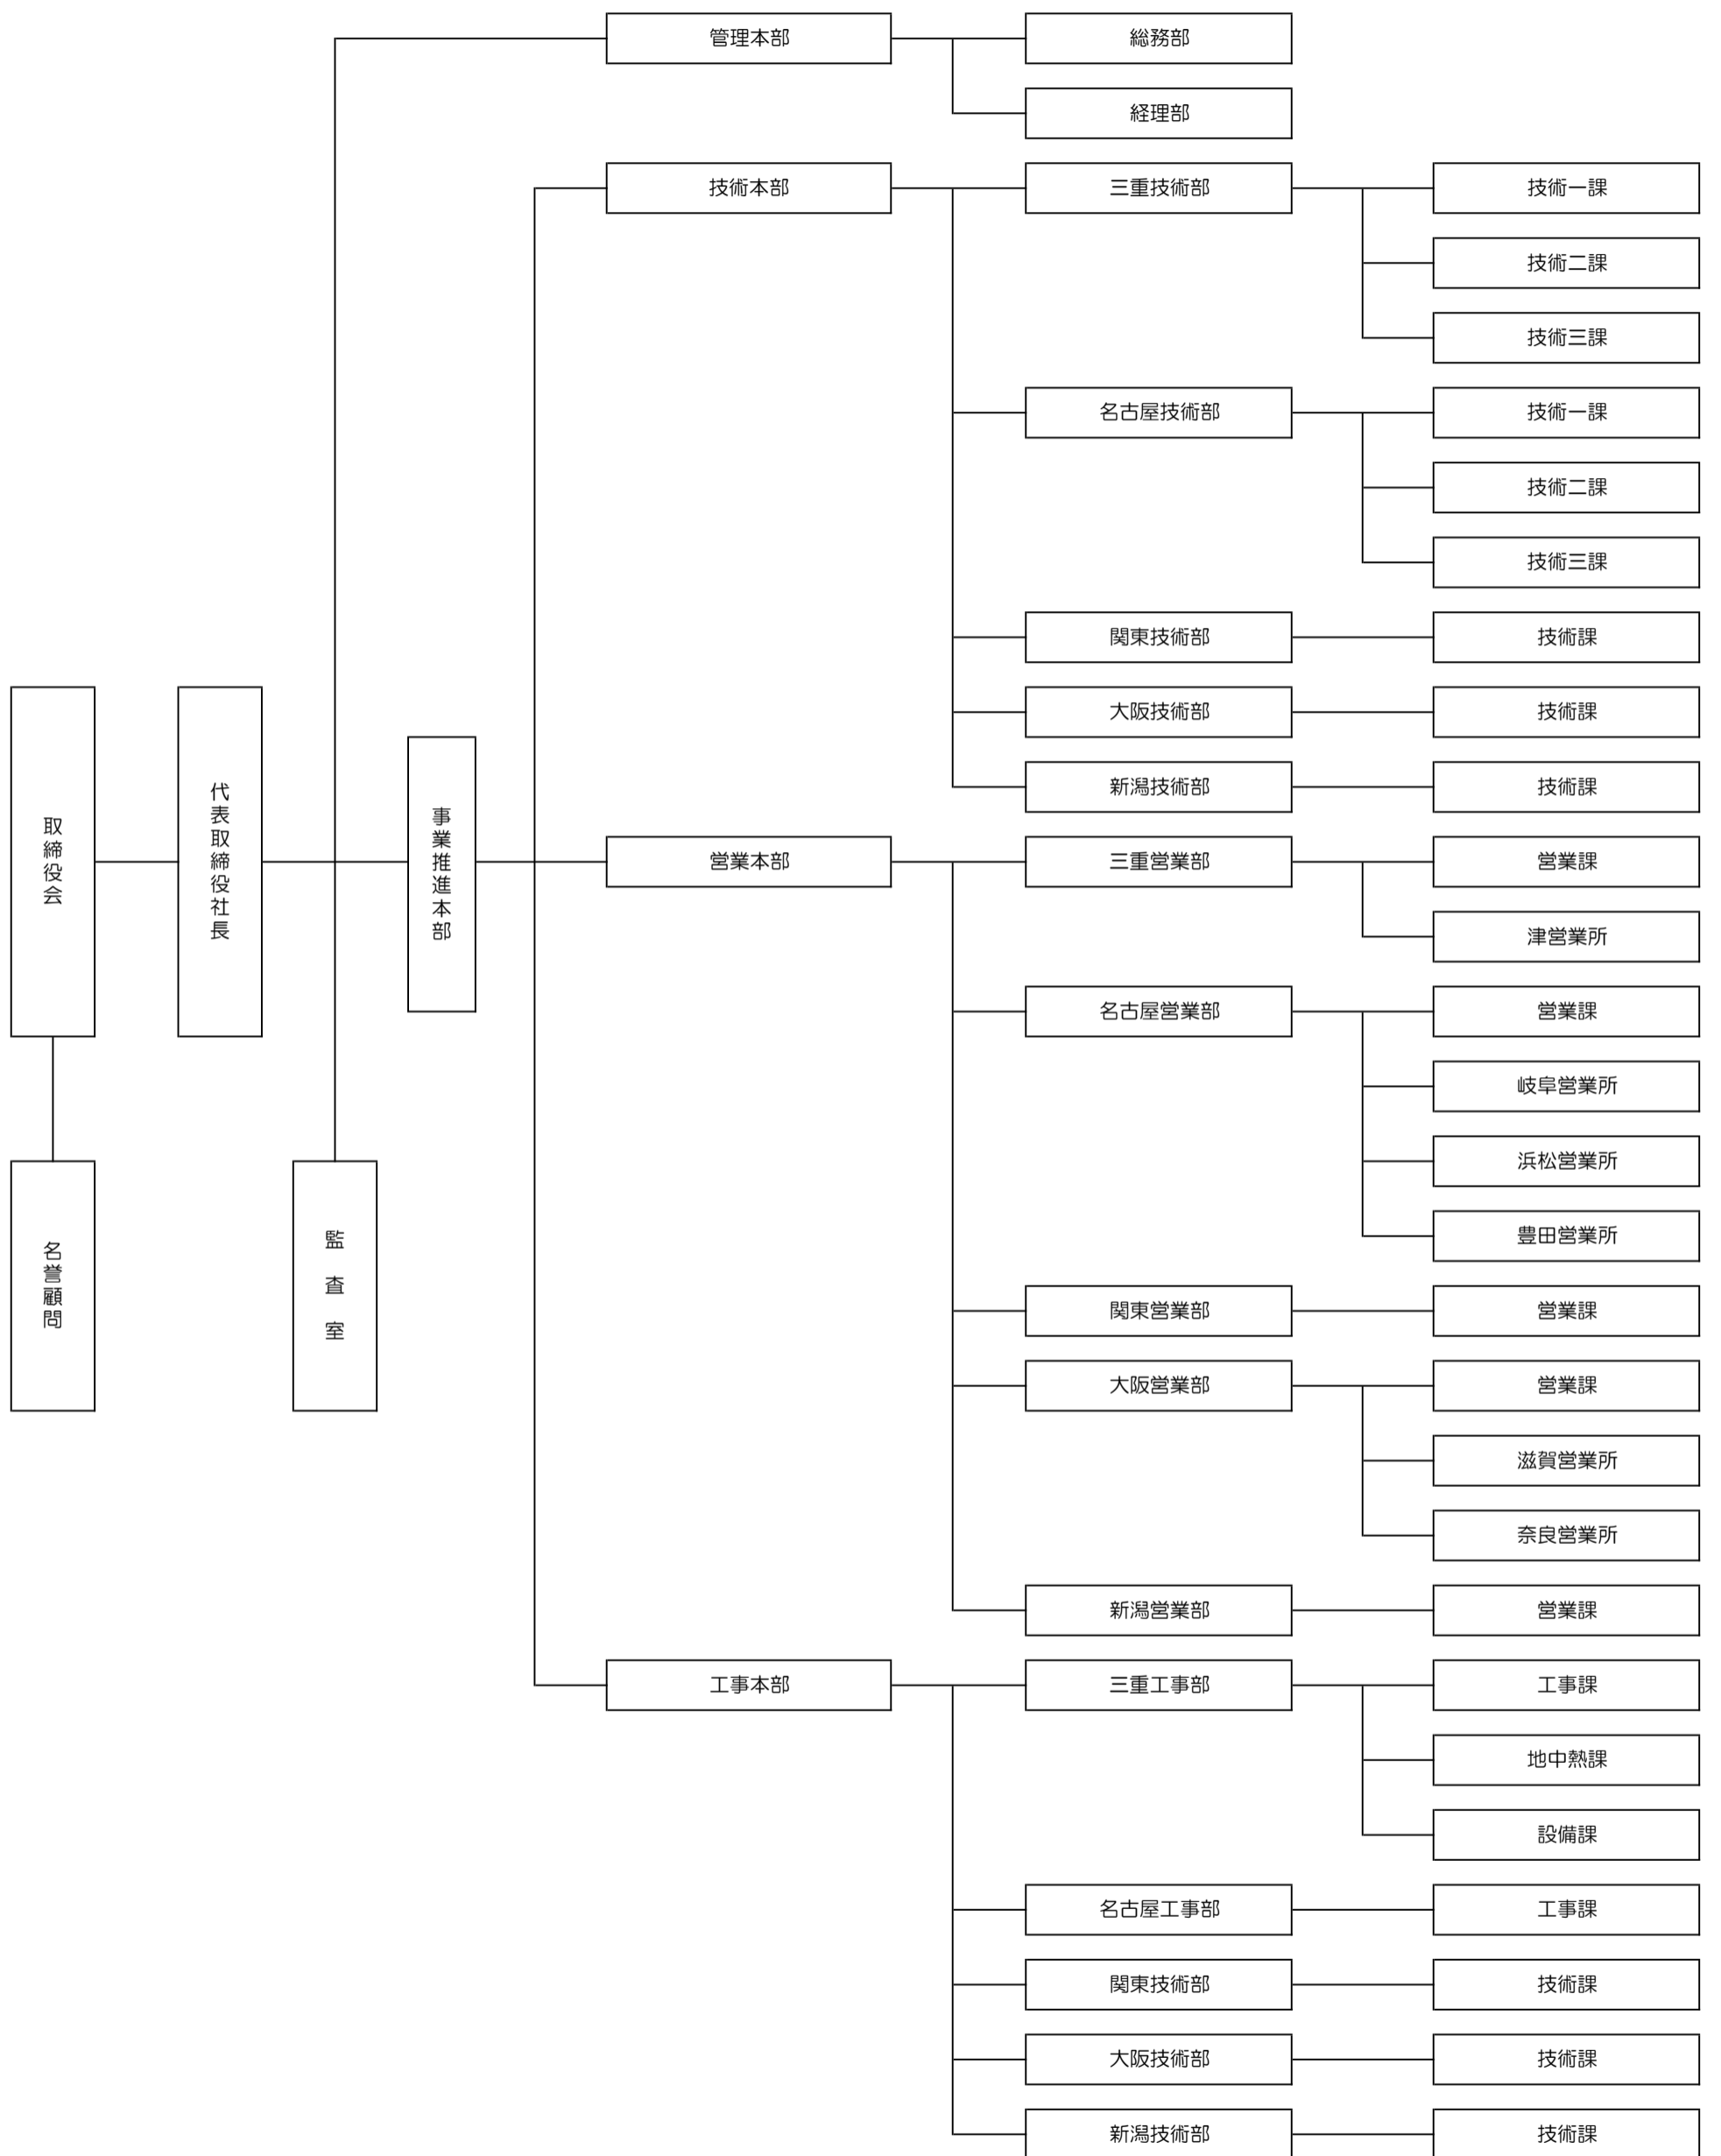 管理本部
総務部
経理部
技術本部
三重技術部
技術一課
技術二課
技術三課
名古屋技術部
技術一課
技術二課
技術三課
関東技術部
技術課
大阪技術部
技術課
新潟技術部
技術課
取締役会
代表取締役社長
事業推進本部
営業本部
三重営業部
営業課
津営業所
名古屋営業部
営業課
岐阜営業所
浜松営業所
豊田営業所
名誉顧問
監査室
関東営業部
営業課
大阪営業部
営業課
滋賀営業所
奈良営業所
新潟営業部
営業課
工事本部
三重工事部
工事課
地中熱課
設備課
名古屋工事部
工事課
関東技術部
技術課
大阪技術部
技術課
新潟技術部
技術課